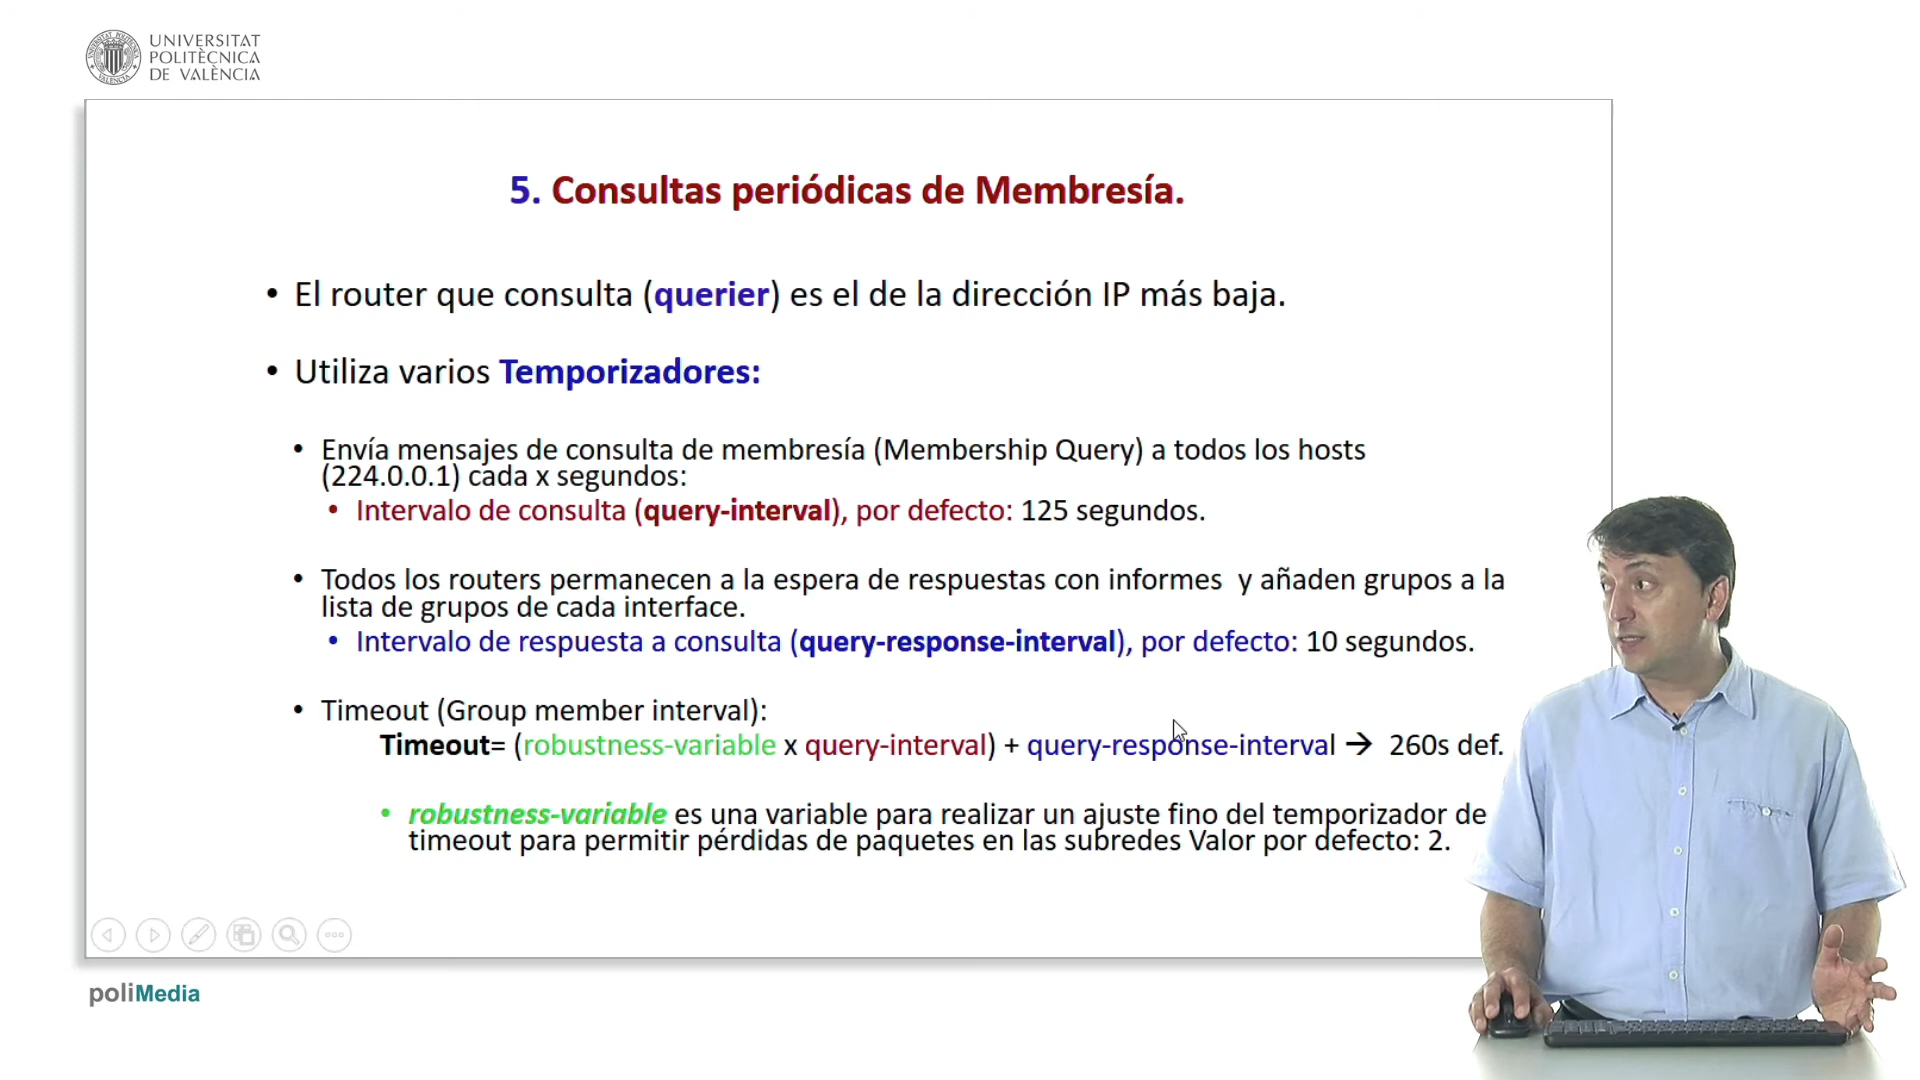 UNIVERSITAT
POLITÈCNICA
DE VALÈNCIA
5. Consultas periódicas de Membresía.
• El router que consulta (querier) es el de la dirección IP más baja.
• Utiliza varios Temporizadores:
• Envía mensajes de consulta de membresía (Membership Query) a todos los hosts
(224.0.0.1) cada x segundos:
• Intervalo de consulta (query-interval), por defecto: 125 segundos.
• Todos los routers permanecen a la espera de respuestas con informes y añaden grupos a la
lista de grupos de cada interface.
• Intervalo de respuesta a consulta (query-response-interval), por defecto: 10 segundos.
• Timeout (Group member interval):
Timeout= (robustness-variable x query-interval) + query-response-interval → 260s def.
• robustness-variable es una variable para realizar un ajuste fino del temporizador de
timeout para permitir pérdidas de paquetes en las subredes Valor por defecto: 2.
poliMedia